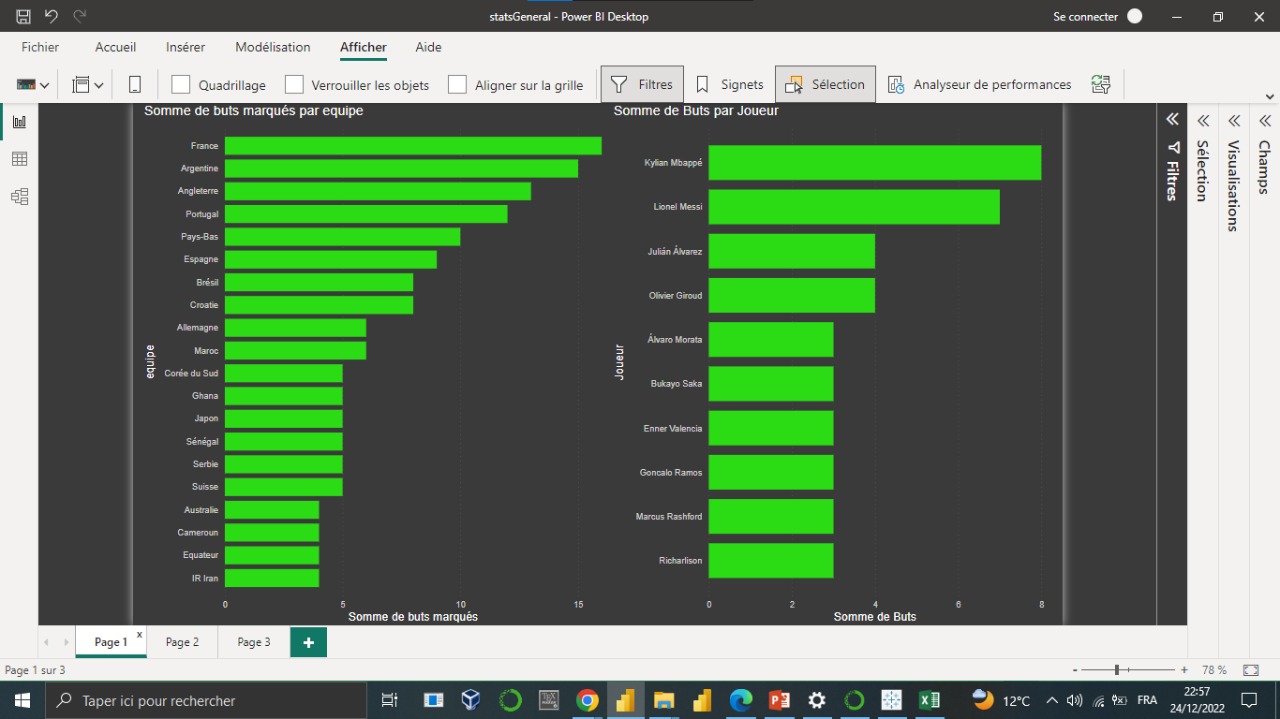 statsGeneral - Power BI Desktop
Se connecter
Fichier Accueil Insérer Modélisation Afficher Aide
Quadrillage Verrouiller les objets Aligner sur la grille Filtres Signets Sélection Analyseur de performances
Somme de buts marqués par equipe
France
Argentine
Angleterre
Portugal
Pays-Bas
Espagne
Brésil
Croatie
Allemagne
Maroc
Corée du Sud
Ghana
Japon
Sénégal
Serbie
Suisse
Australie
Cameroun
Equateur
IR Iran
equipe
0 5 10 15
Somme de buts marqués
Somme de Buts par Joueur
Kylian Mbappé
Lionel Messi
Julián Álvarez
Olivier Giroud
Álvaro Morata
Bukayo Saka
Enner Valencia
Goncalo Ramos
Marcus Rashford
Richarlison
Joueur
0 2 4 6 8
Somme de Buts
Filtres
Sélection
Visualisations
Champs
Page 1 x Page 2 Page 3 +
Page 1 sur 3
- + 78 %
Taper ici pour rechercher
12°C
FRA
22:57
24/12/2022